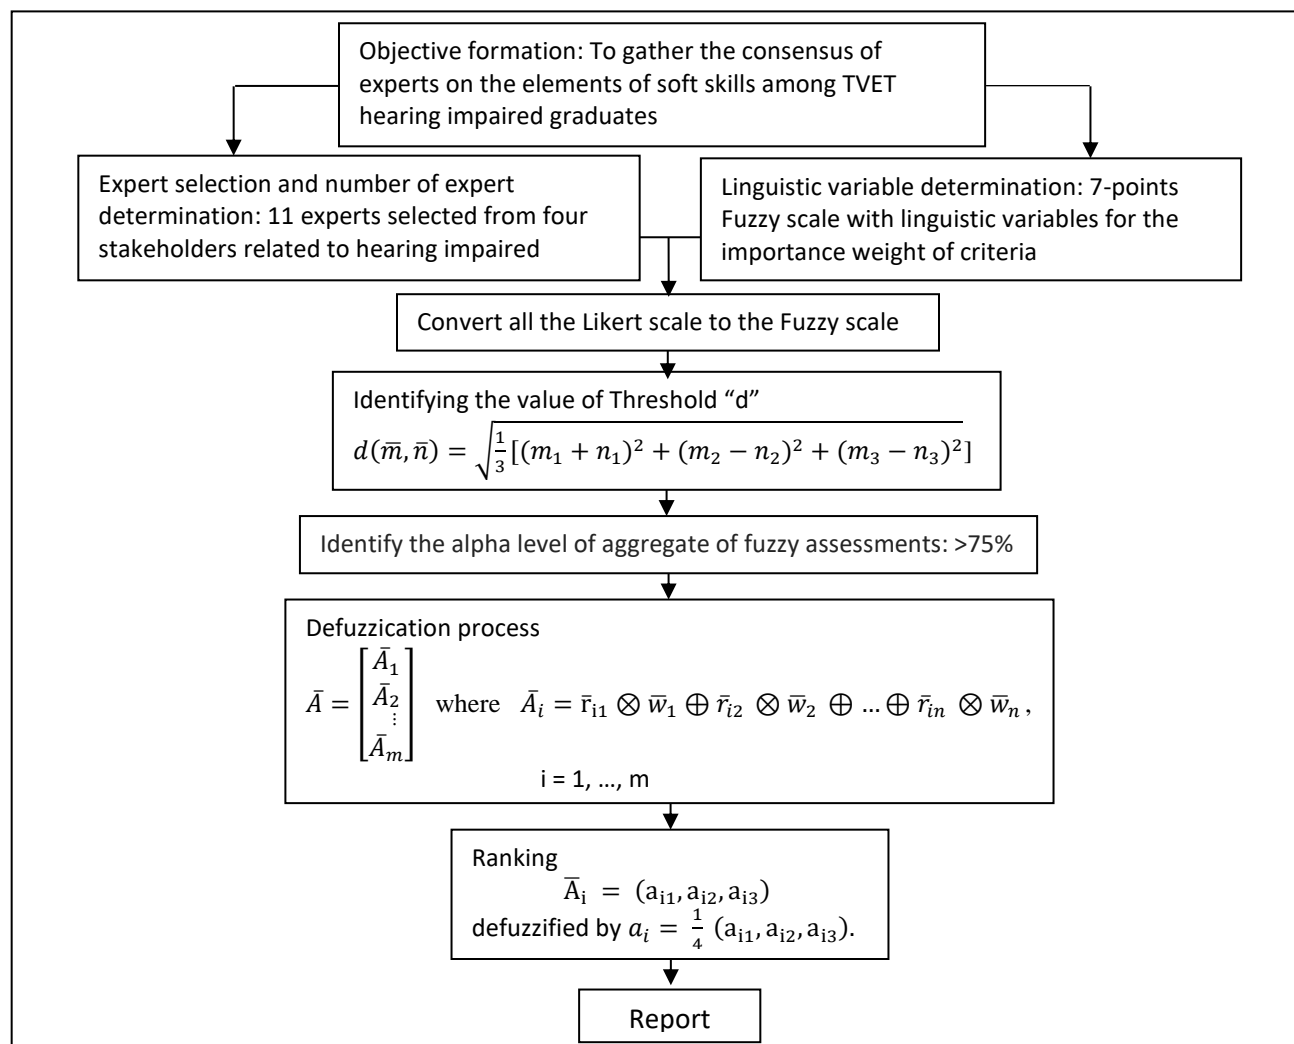 Objective formation: To gather the consensus of
experts on the elements of soft skills among TVET
hearing impaired graduates
Expert selection and number of expert
determination: 11 experts selected from four
stakeholders related to hearing impaired
Linguistic variable determination: 7-points
Fuzzy scale with linguistic variables for the
importance weight of criteria
Convert all the Likert scale to the Fuzzy scale
Identifying the value of Threshold “d”
d(m̅, n̅) = √(1/3 [(m₁ + n₁)² + (m₂ − n₂)² + (m₃ − n₃)²])
Identify the alpha level of aggregate of fuzzy assessments: >75%
Defuzzication process
Ā = [Ā₁ Ā₂ ⋮ Āₘ] where Āᵢ = r̅ᵢ₁ ⊗ w̅₁ ⊕ r̅ᵢ₂ ⊗ w̅₂ ⊕ … ⊕ r̅ᵢₙ ⊗ w̅ₙ ,
i = 1, …, m
Ranking
A̅ᵢ = (aᵢ₁, aᵢ₂, aᵢ₃)
defuzzified by aᵢ = 1/4 (aᵢ₁, aᵢ₂, aᵢ₃).
Report